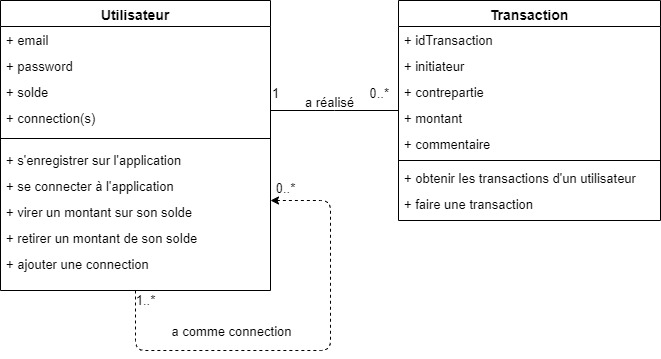 Utilisateur
+ email
+ password
+ solde
+ connection(s)
+ s'enregistrer sur l'application
+ se connecter à l'application
+ virer un montant sur son solde
+ retirer un montant de son solde
+ ajouter une connection
1
a réalisé
0..*
Transaction
+ idTransaction
+ initiateur
+ contrepartie
+ montant
+ commentaire
+ obtenir les transactions d'un utilisateur
+ faire une transaction
0..*
1..*
a comme connection